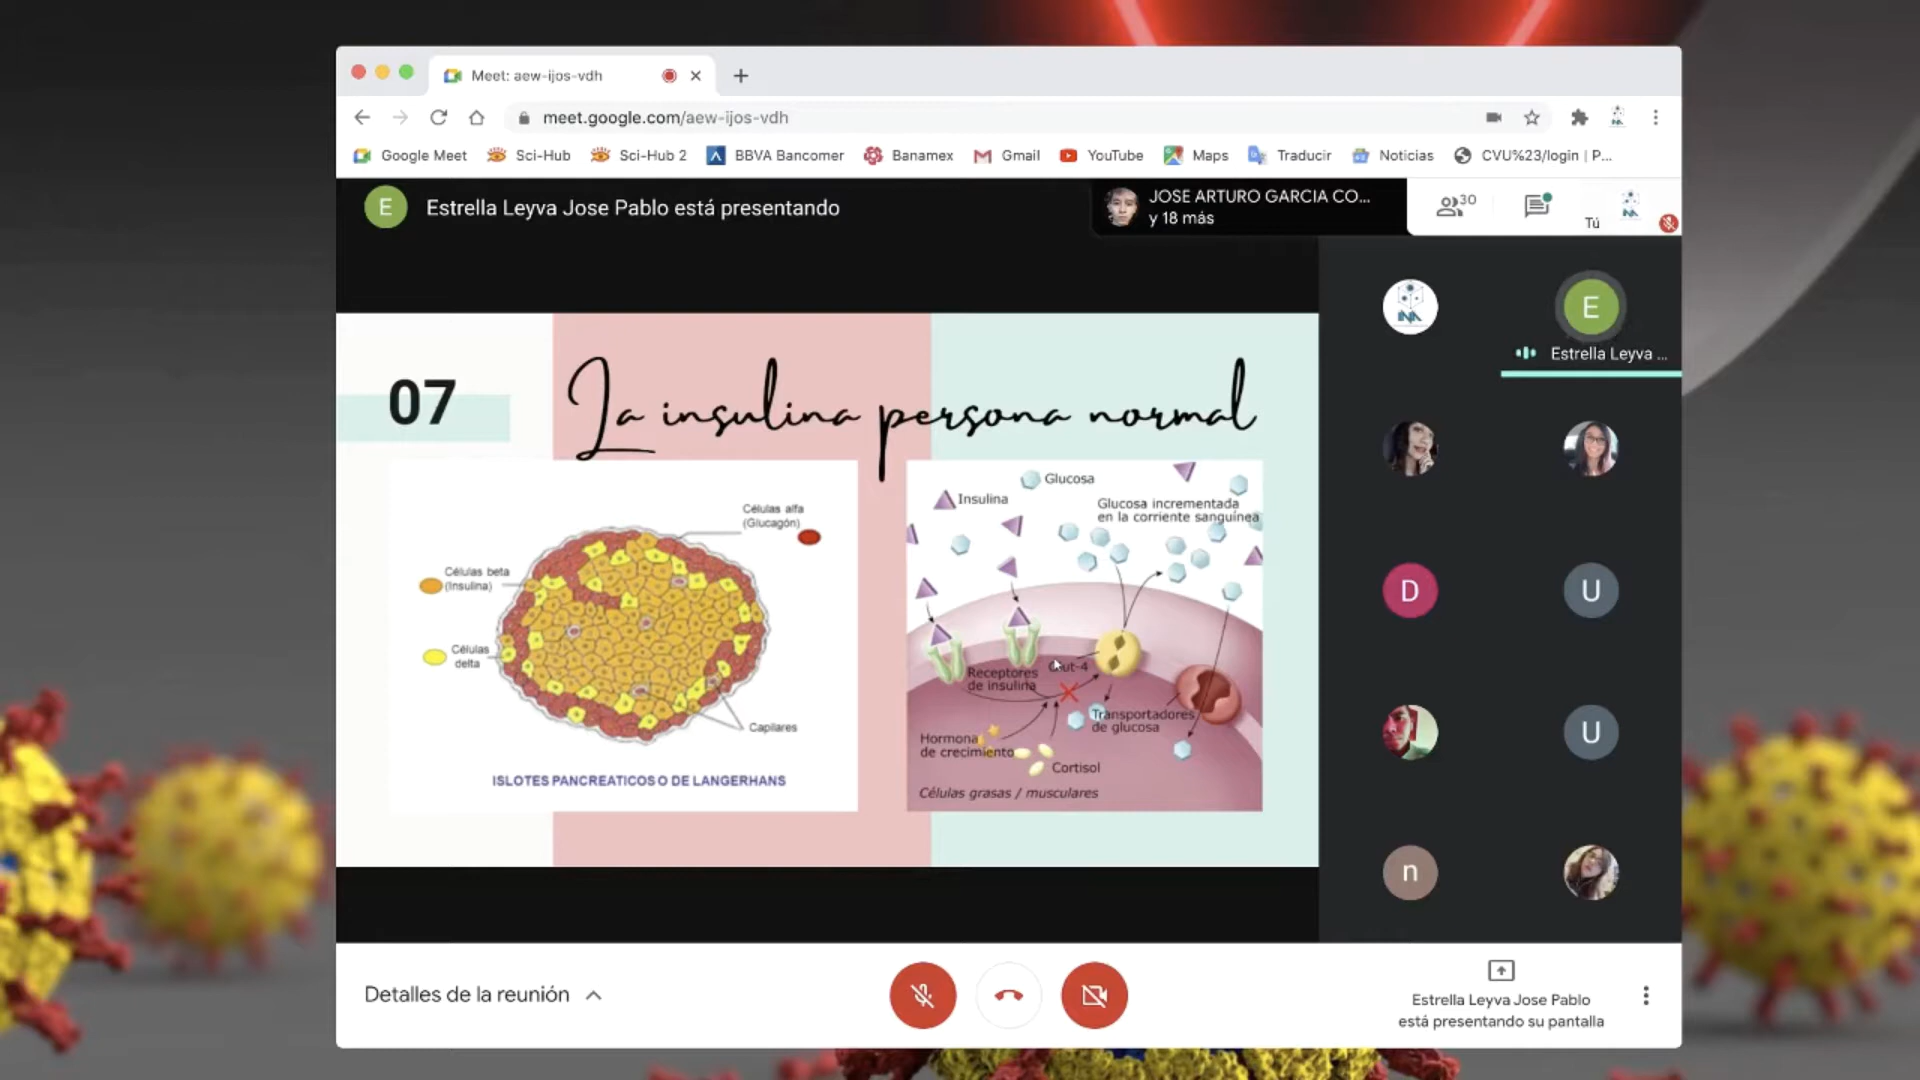 Meet: aew-ijos-vdh
meet.google.com/aew-ijos-vdh
Google Meet
Sci-Hub
Sci-Hub 2
BBVA Bancomer
Banamex
Gmail
YouTube
Maps
Traducir
Noticias
CVU%23/login | P...
E
Estrella Leyva Jose Pablo está presentando
JOSE ARTURO GARCIA CO...
y 18 más
30
Tú
INA
E
Estrella Leyva ...
D
U
U
n
07
La insulina persona normal
Células alfa
(Glucagón)
Células beta
(Insulina)
Células
delta
Capilares
ISLOTES PANCREATICOS O DE LANGERHANS
Glucosa
Insulina
Glucosa incrementada
en la corriente sanguínea
Receptores
de insulina
Glut-4
Transportadores
de glucosa
Hormona
de crecimiento
Cortisol
Células grasas / musculares
Detalles de la reunión
Estrella Leyva Jose Pablo
está presentando su pantalla